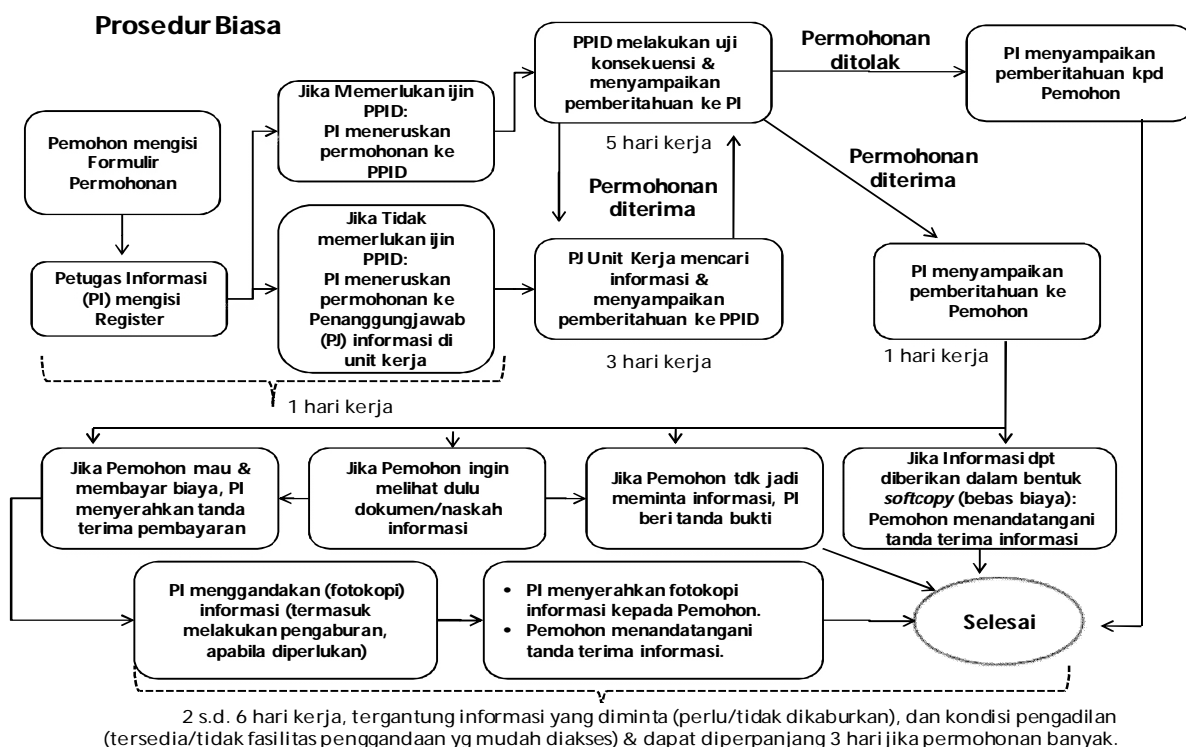 Prosedur Biasa
Pemohon mengisi
Formulir
Permohonan
Petugas Informasi
(PI) mengisi
Register
Jika Memerlukan ijin
PPID:
PI meneruskan
permohonan ke
PPID
Jika Tidak
memerlukan ijin
PPID:
PI meneruskan
permohonan ke
Penanggungjawab
(PJ) informasi di
unit kerja
1 hari kerja
PPID melakukan uji
konsekuensi &
menyampaikan
pemberitahuan ke PI
5 hari kerja
Permohonan
diterima
PJ Unit Kerja mencari
informasi &
menyampaikan
pemberitahuan ke PPID
3 hari kerja
Permohonan
ditolak
PI menyampaikan
pemberitahuan kpd
Pemohon
Permohonan
diterima
PI menyampaikan
pemberitahuan ke
Pemohon
1 hari kerja
Jika Pemohon mau &
membayar biaya, PI
menyerahkan tanda
terima pembayaran
Jika Pemohon ingin
melihat dulu
dokumen/naskah
informasi
Jika Pemohon tdk jadi
meminta informasi, PI
beri tanda bukti
Jika Informasi dpt
diberikan dalam bentuk
softcopy (bebas biaya):
Pemohon menandatangani
tanda terima informasi
PI menggandakan (fotokopi)
informasi (termasuk
melakukan pengaburan,
apabila diperlukan)
• PI menyerahkan fotokopi
informasi kepada Pemohon.
• Pemohon menandatangani
tanda terima informasi.
Selesai
2 s.d. 6 hari kerja, tergantung informasi yang diminta (perlu/tidak dikaburkan), dan kondisi pengadilan
(tersedia/tidak fasilitas penggandaan yg mudah diakses) & dapat diperpanjang 3 hari jika permohonan banyak.